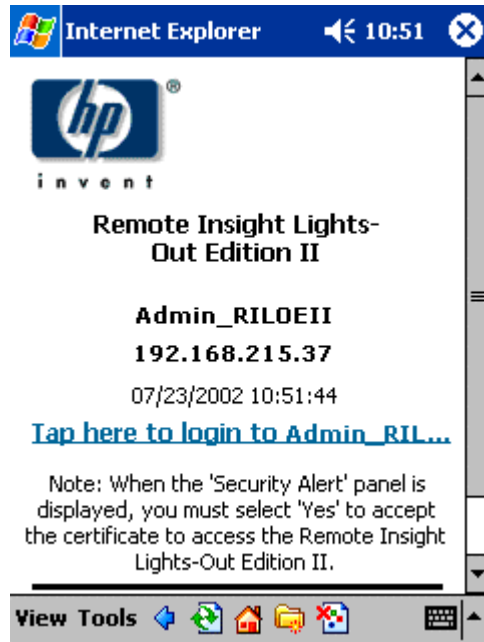 Internet Explorer 10:51
hp
®
invent
Remote Insight Lights-
Out Edition II
Admin_RILOEII
192.168.215.37
07/23/2002 10:51:44
Tap here to login to Admin_RIL...
Note: When the 'Security Alert' panel is
displayed, you must select 'Yes' to accept
the certificate to access the Remote Insight
Lights-Out Edition II.
View Tools